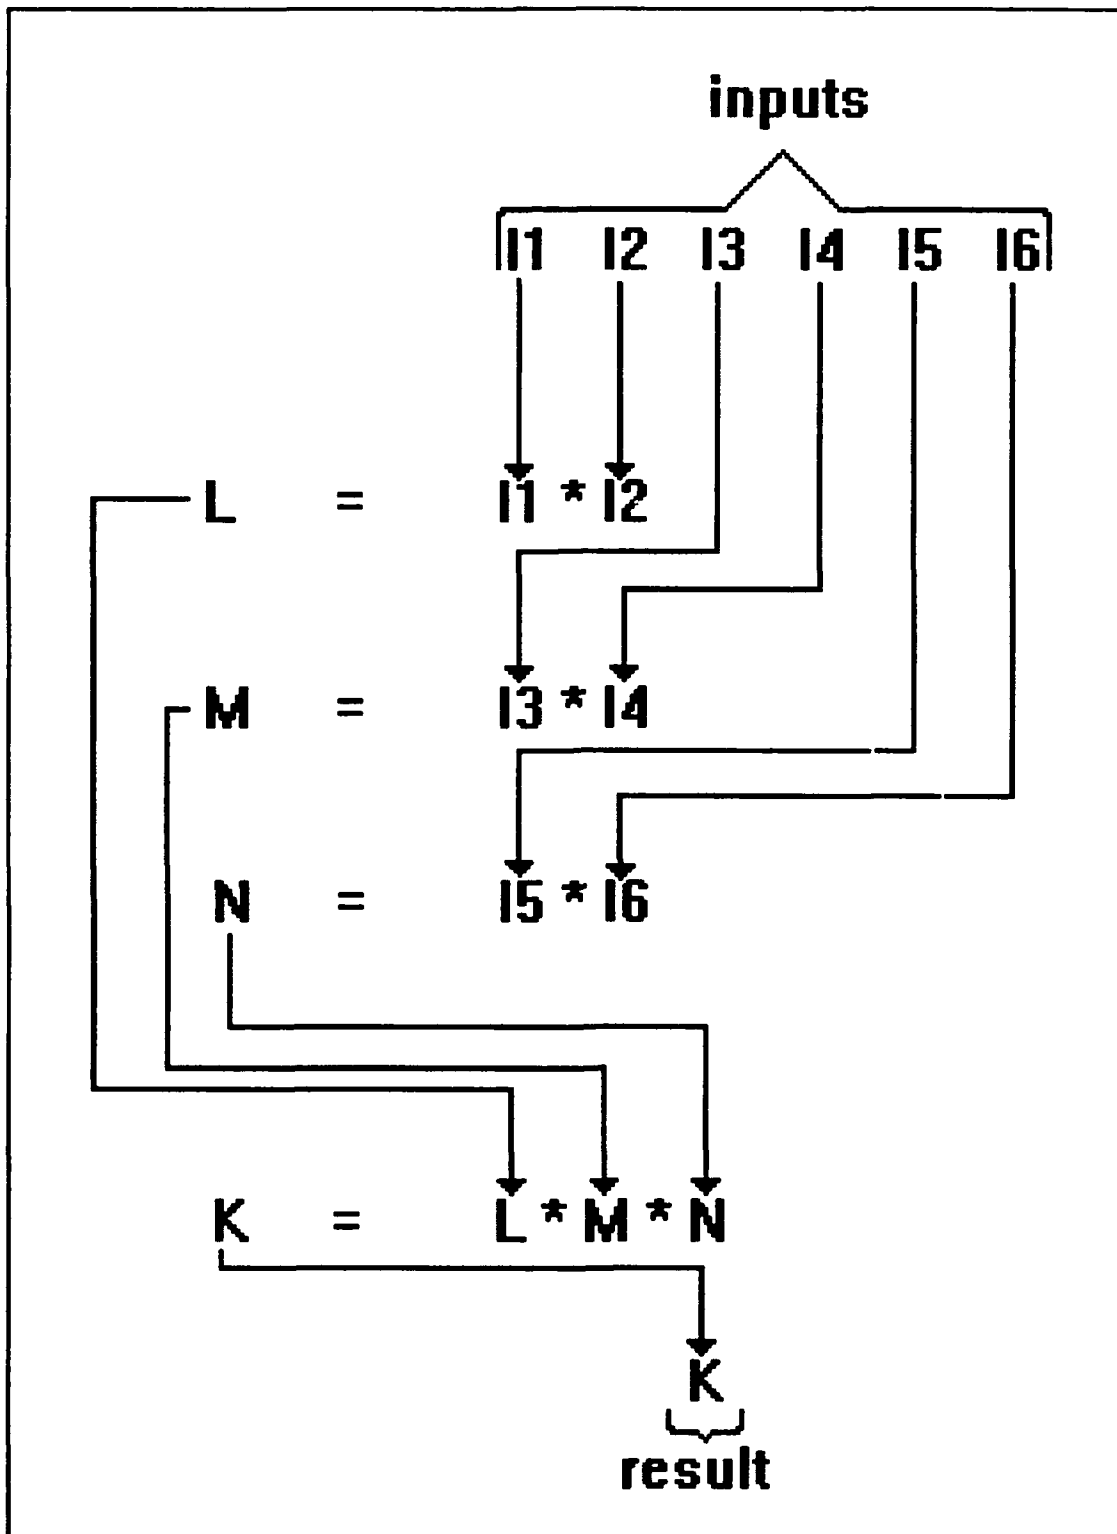 inputs
I1 I2 I3 I4 I5 I6
L = I1 * I2
M = I3 * I4
N = I5 * I6
K = L * M * N
K
result